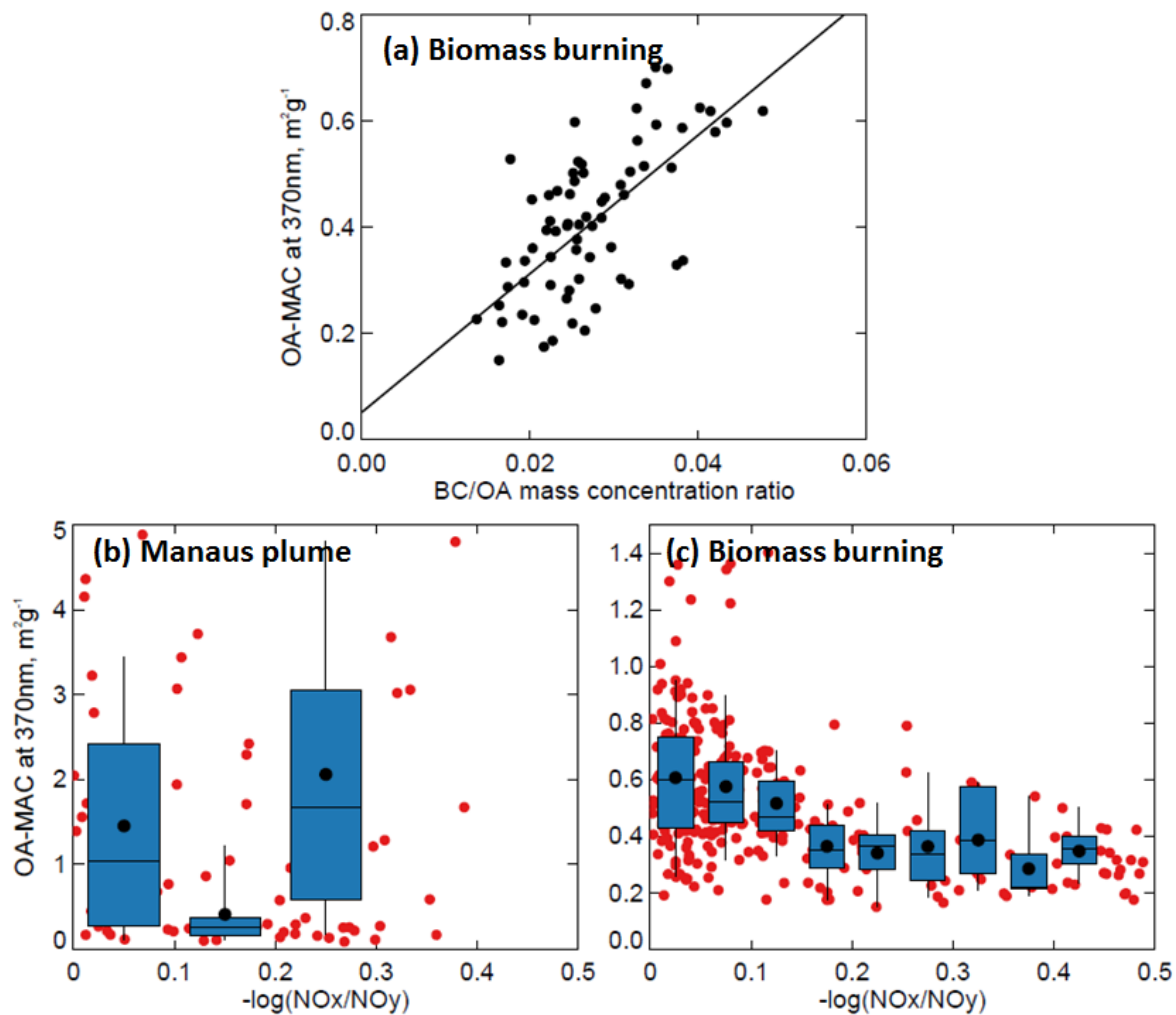 (a) Biomass burning
0.8
0.6
0.4
0.2
0.0
OA-MAC at 370nm, m²g⁻¹
0.00 0.02 0.04 0.06
BC/OA mass concentration ratio
(b) Manaus plume
5
4
3
2
1
0
OA-MAC at 370nm, m²g⁻¹
0 0.1 0.2 0.3 0.4 0.5
-log(NOx/NOy)
(c) Biomass burning
1.4
1.2
1.0
0.8
0.6
0.4
0.2
0.0
0 0.1 0.2 0.3 0.4 0.5
-log(NOx/NOy)